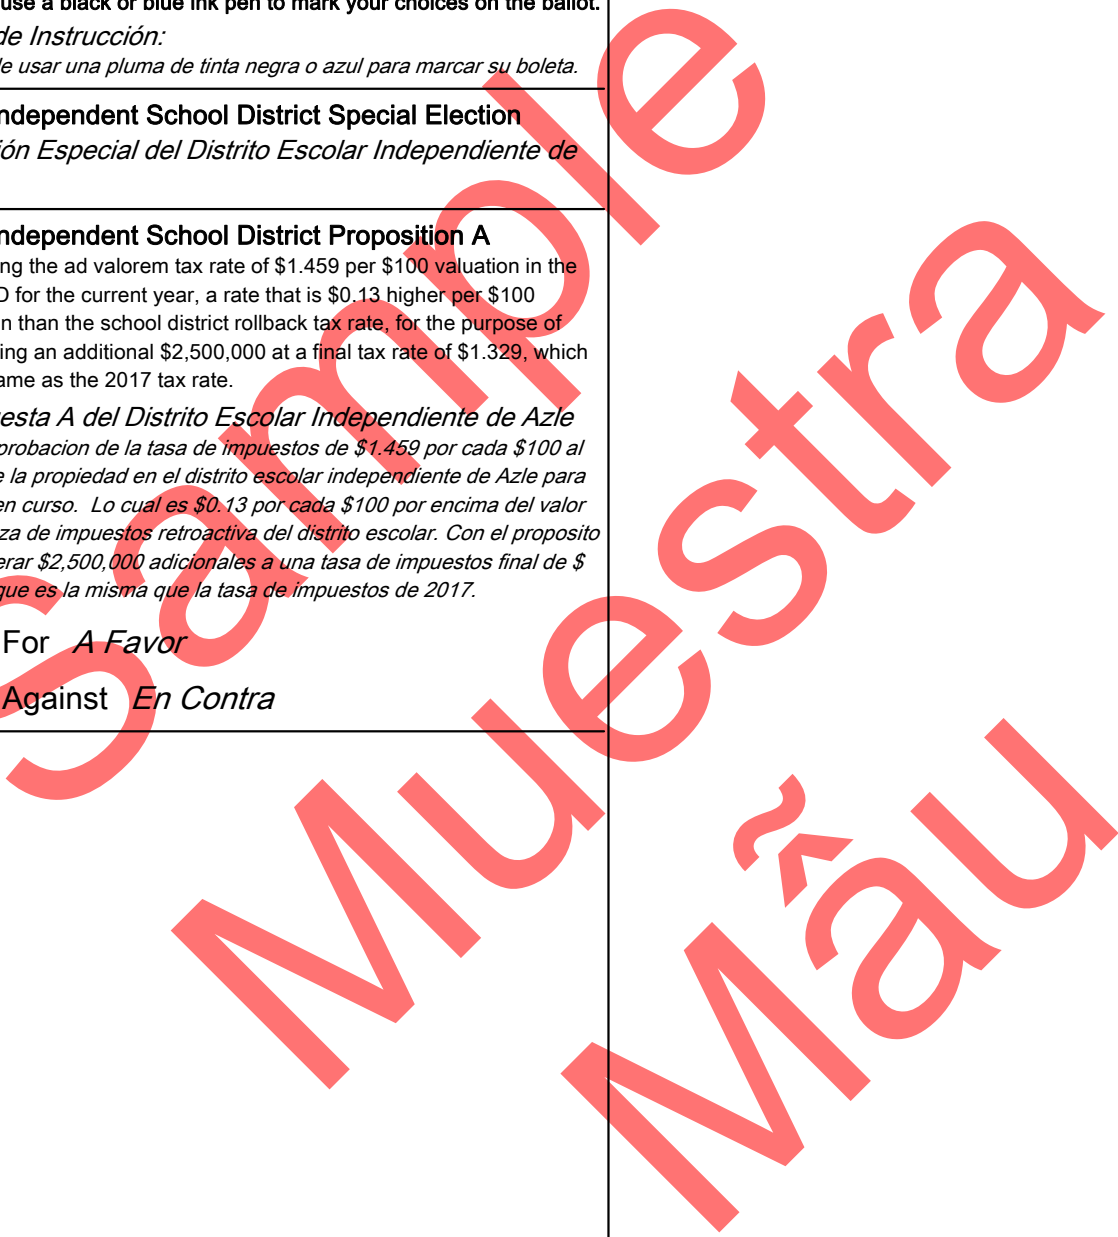 use a black or blue ink pen to mark your choices on the ballot.
de Instrucción:
usar una pluma de tinta negra o azul para marcar su boleta.
Independent School District Special Election
ión Especial del Distrito Escolar Independiente de
Independent School District Proposition A
ing the ad valorem tax rate of $1.459 per $100 valuation in the
D for the current year, a rate that is $0.13 higher per $100
n than the school district rollback tax rate, for the purpose of
ing an additional $2,500,000 at a final tax rate of $1.329, which
ame as the 2017 tax rate.
esta A del Distrito Escolar Independiente de Azle
probacion de la tasa de impuestos de $1.459 por cada $100 al
e la propiedad en el distrito escolar independiente de Azle para
en curso. Lo cual es $0.13 por cada $100 por encima del valor
za de impuestos retroactiva del distrito escolar. Con el proposito
erar $2,500,000 adicionales a una tasa de impuestos final de $
que es la misma que la tasa de impuestos de 2017.
For A Favor
Against En Contra
Sample
Muestra
Mẫu